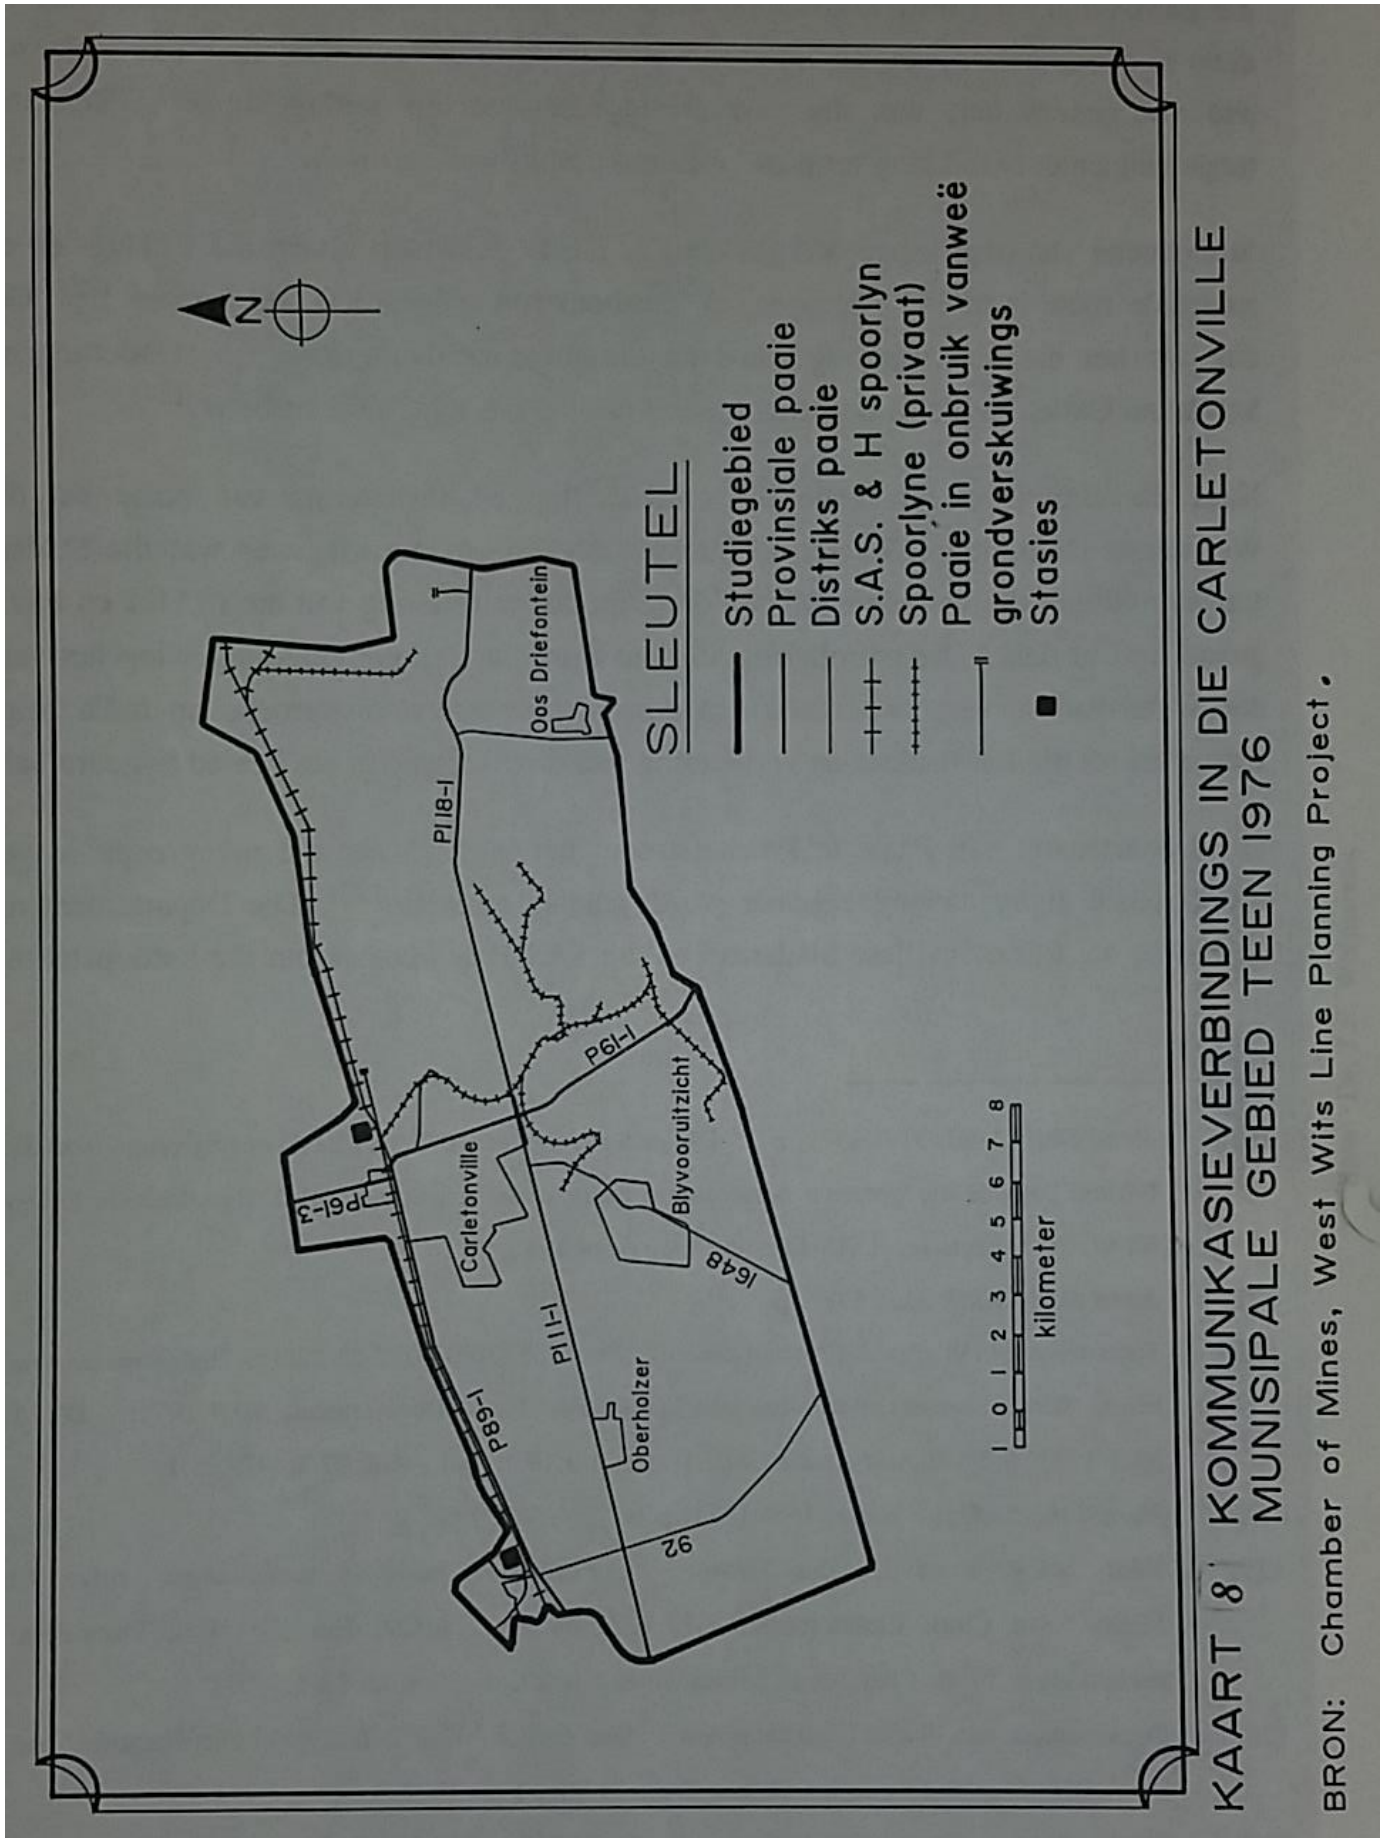 N
P118-1
Oos Driefontein
P61-3
Carletonville
P61-1
Blyvooruitzicht
1648
P111-1
P89-1
Oberholzer
92
SLEUTEL
Studiegebied
Provinsiale paaie
Distriks paaie
S.A.S. & H spoorlyn
Spoorlyne (privaat)
Paaie in onbruik vanweë
grondverskuiwings
Stasies
1 0 1 2 3 4 5 6 7 8
kilometer
KAART 8 KOMMUNIKASIEVERBINDINGS IN DIE CARLETONVILLE
MUNISIPALE GEBIED TEEN 1976
BRON: Chamber of Mines, West Wits Line Planning Project.